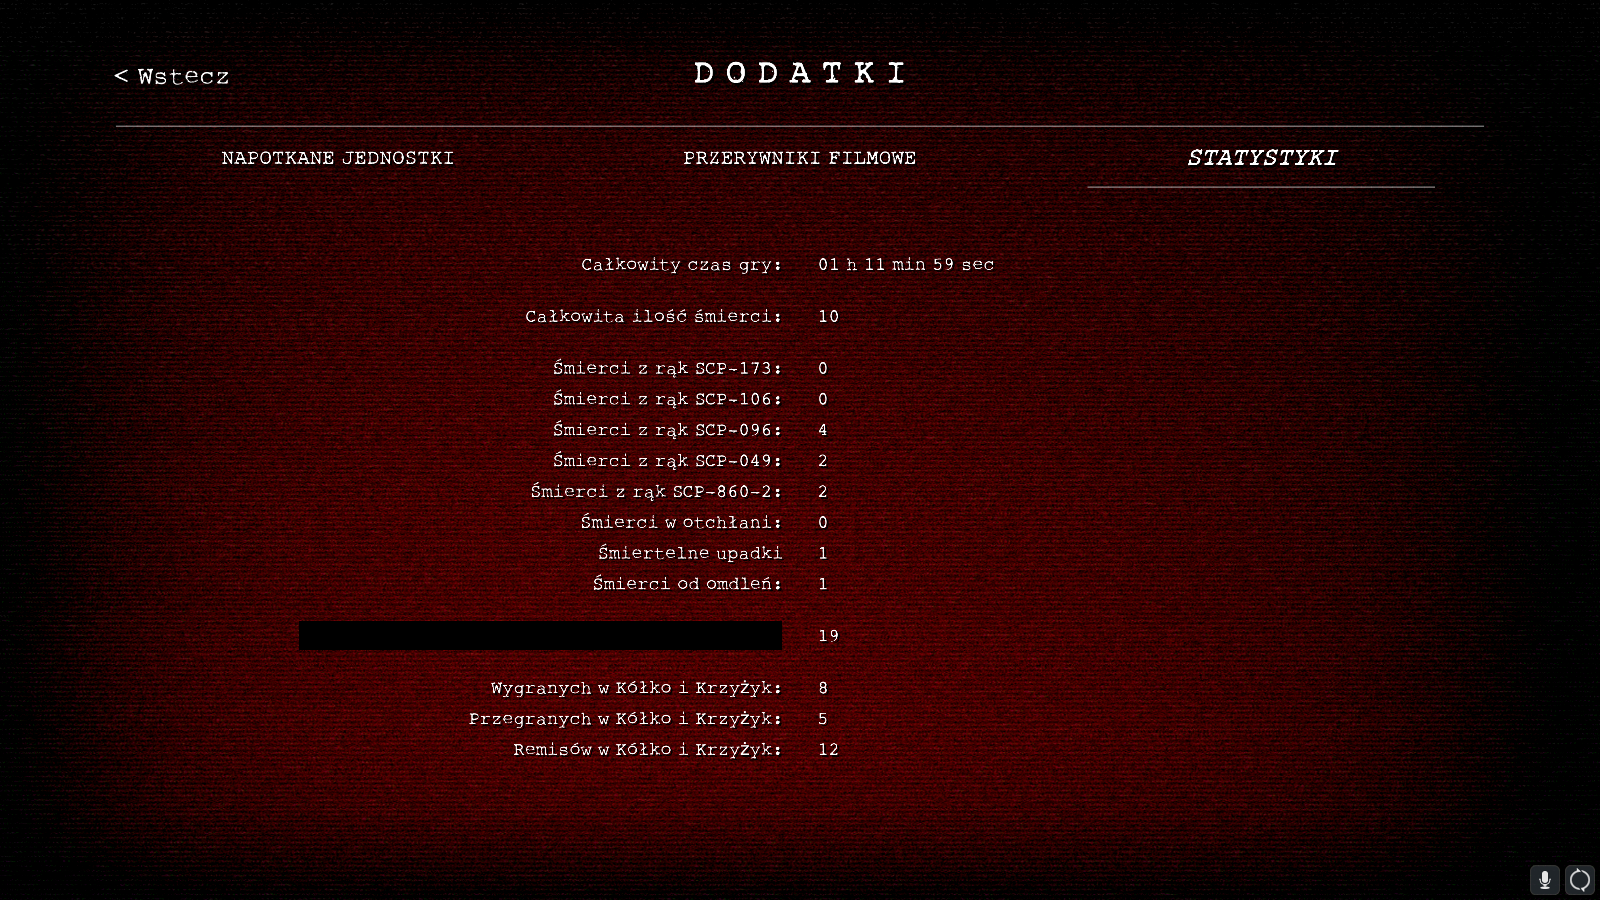 < Wstecz
DODATKI
NAPOTKANE JEDNOSTKI
PRZERYWNIKI FILMOWE
STATYSTYKI
Całkowity czas gry: 01 h 11 min 59 sec
Całkowita ilość śmierci: 10
Śmierci z rąk SCP-173: 0
Śmierci z rąk SCP-106: 0
Śmierci z rąk SCP-096: 4
Śmierci z rąk SCP-049: 2
Śmierci z rąk SCP-860-2: 2
Śmierci w otchłani: 0
Śmiertelne upadki 1
Śmierci od omdleń: 1
19
Wygranych w Kółko i Krzyżyk: 8
Przegranych w Kółko i Krzyżyk: 5
Remisów w Kółko i Krzyżyk: 12